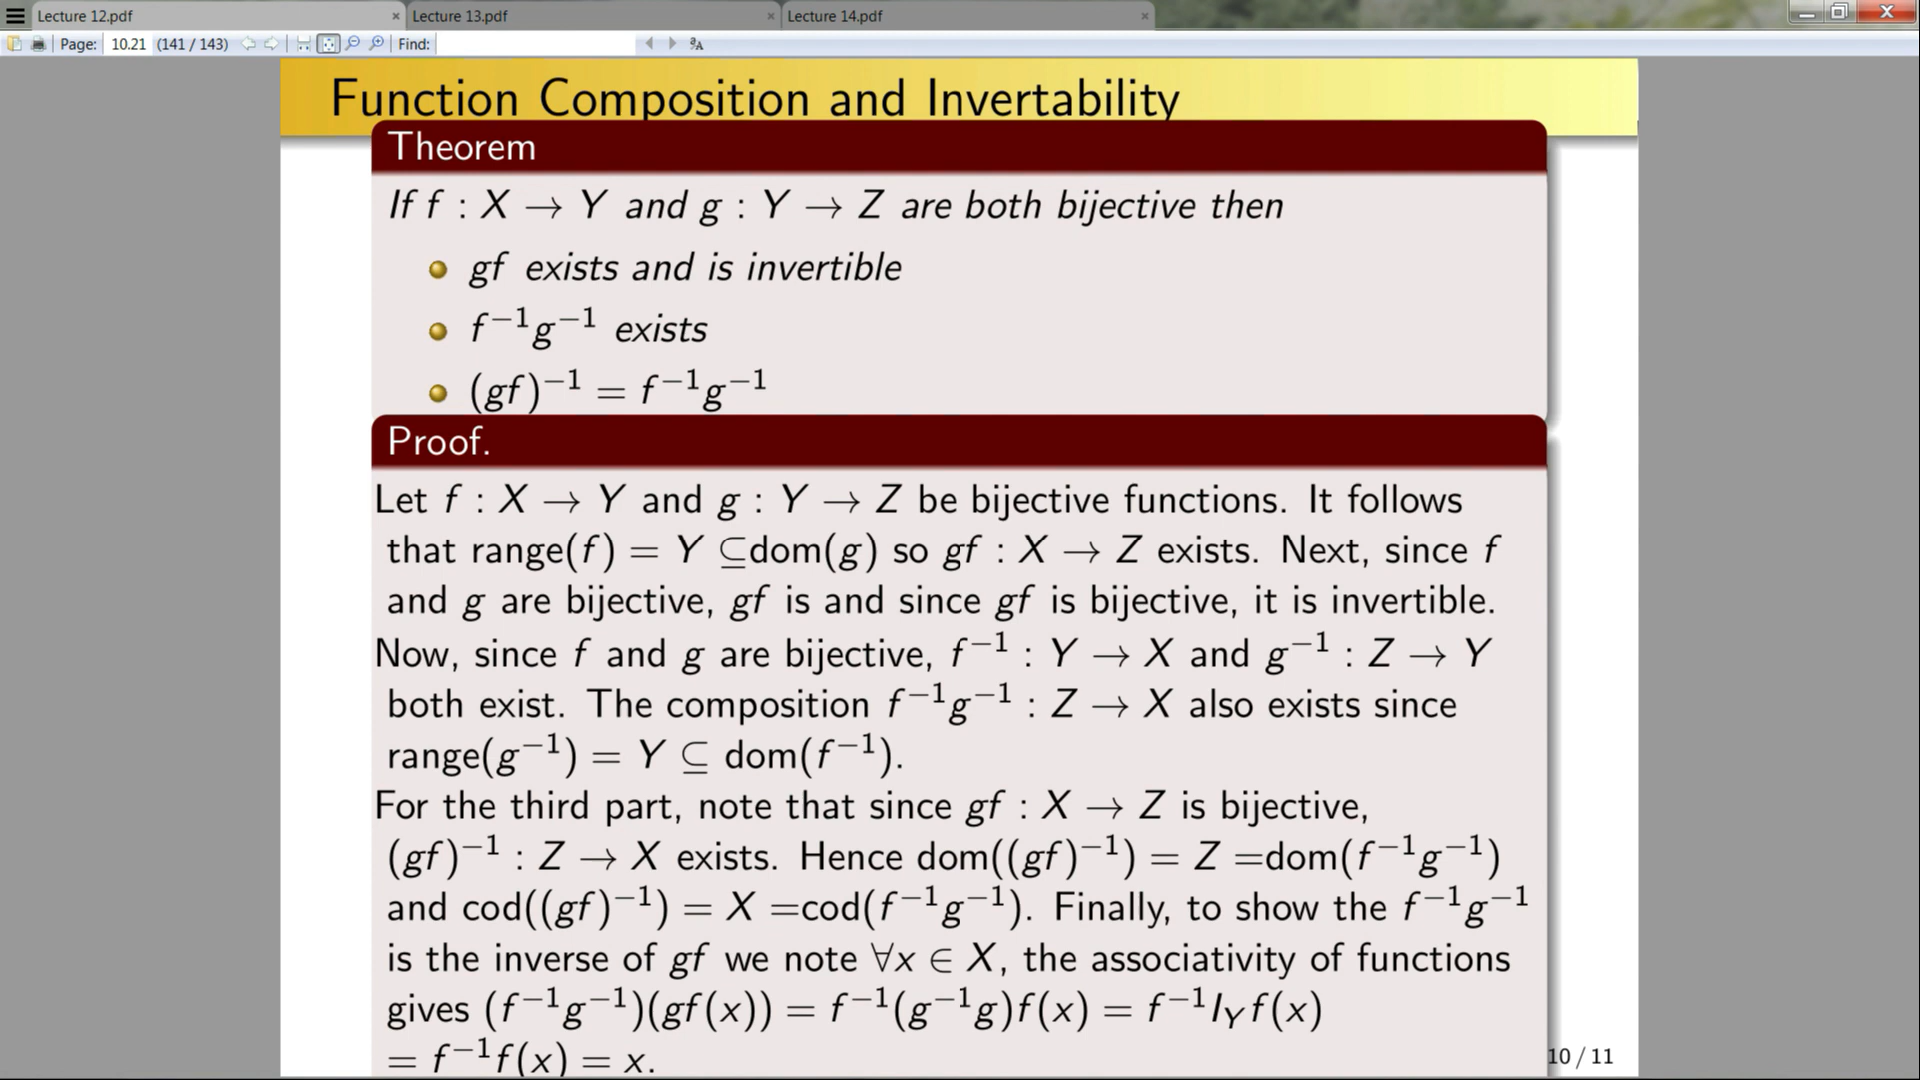 Lecture 12.pdf × Lecture 13.pdf × Lecture 14.pdf ×
Page: 10.21 (141 / 143) Find:
Function Composition and Invertability
Theorem
If f : X → Y and g : Y → Z are both bijective then
gf exists and is invertible
f⁻¹g⁻¹ exists
(gf)⁻¹ = f⁻¹g⁻¹
Proof.
Let f : X → Y and g : Y → Z be bijective functions. It follows
that range(f) = Y ⊆dom(g) so gf : X → Z exists. Next, since f
and g are bijective, gf is and since gf is bijective, it is invertible.
Now, since f and g are bijective, f⁻¹ : Y → X and g⁻¹ : Z → Y
both exist. The composition f⁻¹g⁻¹ : Z → X also exists since
range(g⁻¹) = Y ⊆ dom(f⁻¹).
For the third part, note that since gf : X → Z is bijective,
(gf)⁻¹ : Z → X exists. Hence dom((gf)⁻¹) = Z =dom(f⁻¹g⁻¹)
and cod((gf)⁻¹) = X =cod(f⁻¹g⁻¹). Finally, to show the f⁻¹g⁻¹
is the inverse of gf we note ∀x ∈ X, the associativity of functions
gives (f⁻¹g⁻¹)(gf(x)) = f⁻¹(g⁻¹g)f(x) = f⁻¹I_Y f(x)
= f⁻¹f(x) = x.
10 / 11